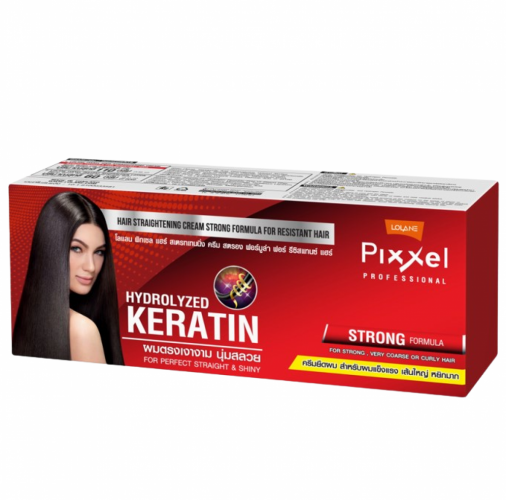 HAIR STRAIGHTENING CREAM STRONG FORMULA FOR RESISTANT HAIR
โลแลน พิกเซล แฮร์ สเตรทเทนนิ่ง ครีม สตรอง ฟอร์มูล่า ฟอร์ รีซิสแทนซ์ แฮร์
HYDROLYZED
KERATIN
ผมตรงเงางาม นุ่มสลวย
FOR PERFECT STRAIGHT & SHINY
LOLANE
Pixxel
PROFESSIONAL
STRONG FORMULA
FOR STRONG , VERY COARSE OR CURLY HAIR
ครีมยืดผม สำหรับผมแข็งแรง เส้นใหญ่ หยิกมาก